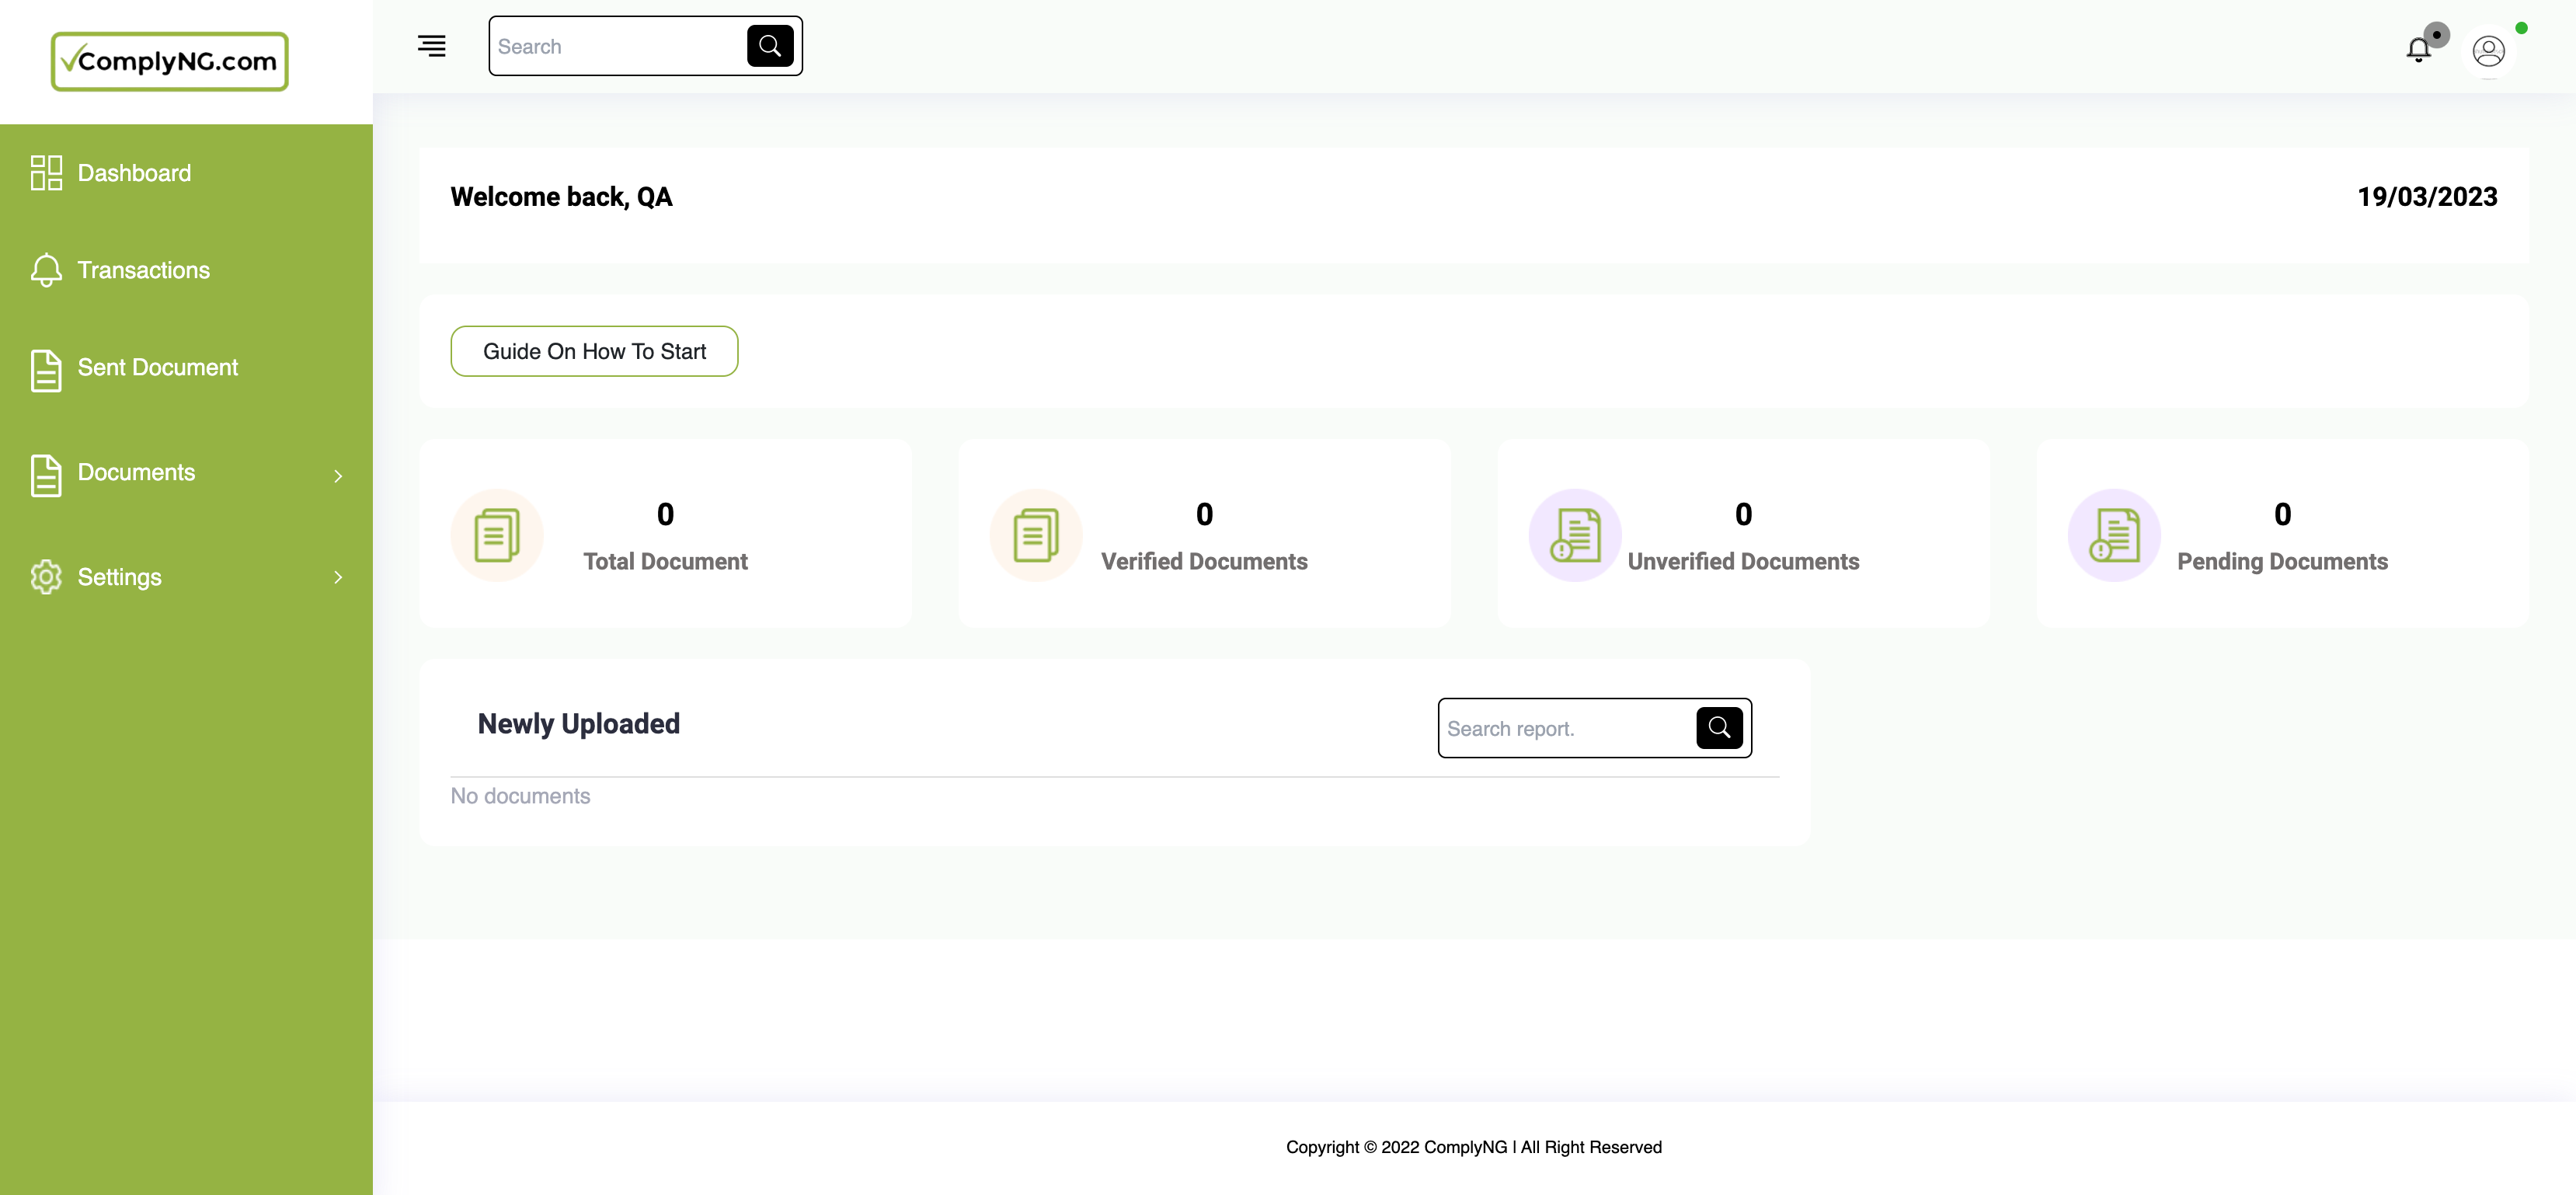 ComplyNG.com
Search
Dashboard
Transactions
Sent Document
Documents
Settings
Welcome back, QA
19/03/2023
Guide On How To Start
0
Total Document
0
Verified Documents
0
Unverified Documents
0
Pending Documents
Newly Uploaded
Search report.
No documents
Copyright © 2022 ComplyNG | All Right Reserved